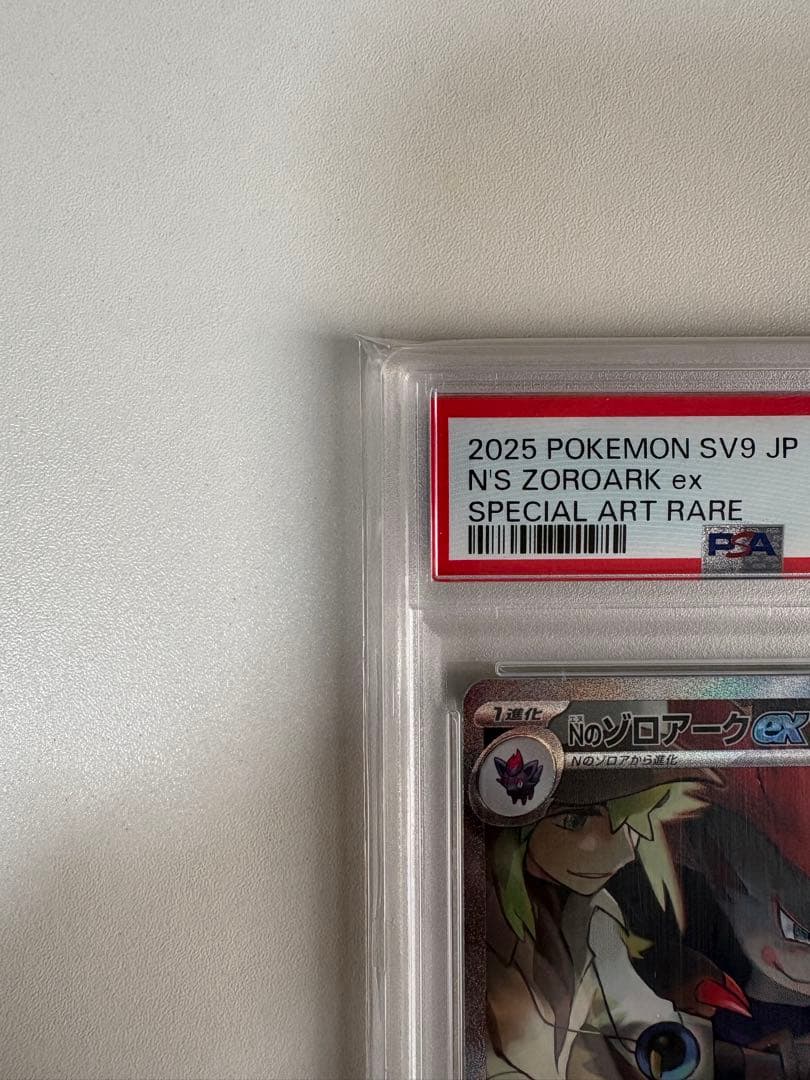 2025 POKEMON SV9 JP
N'S ZOROARK ex
SPECIAL ART RARE
PSA
1進化
Nのゾロアークex
Nのゾロアから進化